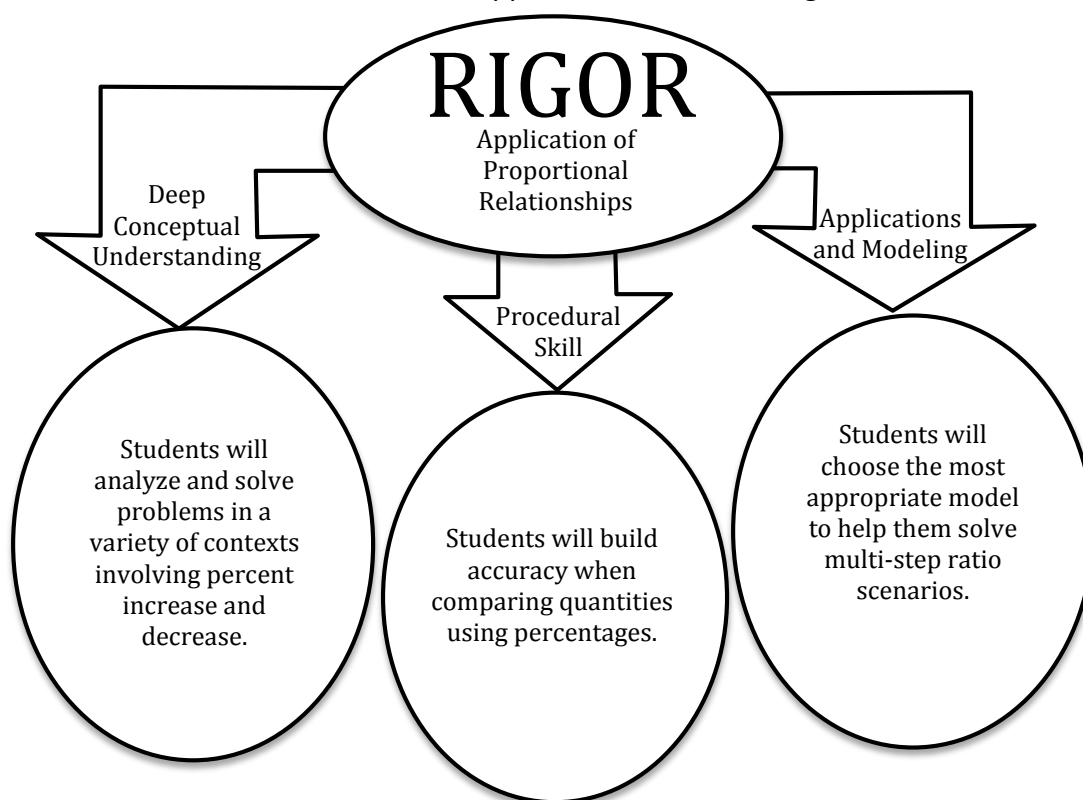 RIGOR
Application of
Proportional
Relationships
Deep
Conceptual
Understanding
Procedural
Skill
Applications
and Modeling
Students will
analyze and solve
problems in a
variety of contexts
involving percent
increase and
decrease.
Students will build
accuracy when
comparing quantities
using percentages.
Students will
choose the most
appropriate model
to help them solve
multi-step ratio
scenarios.